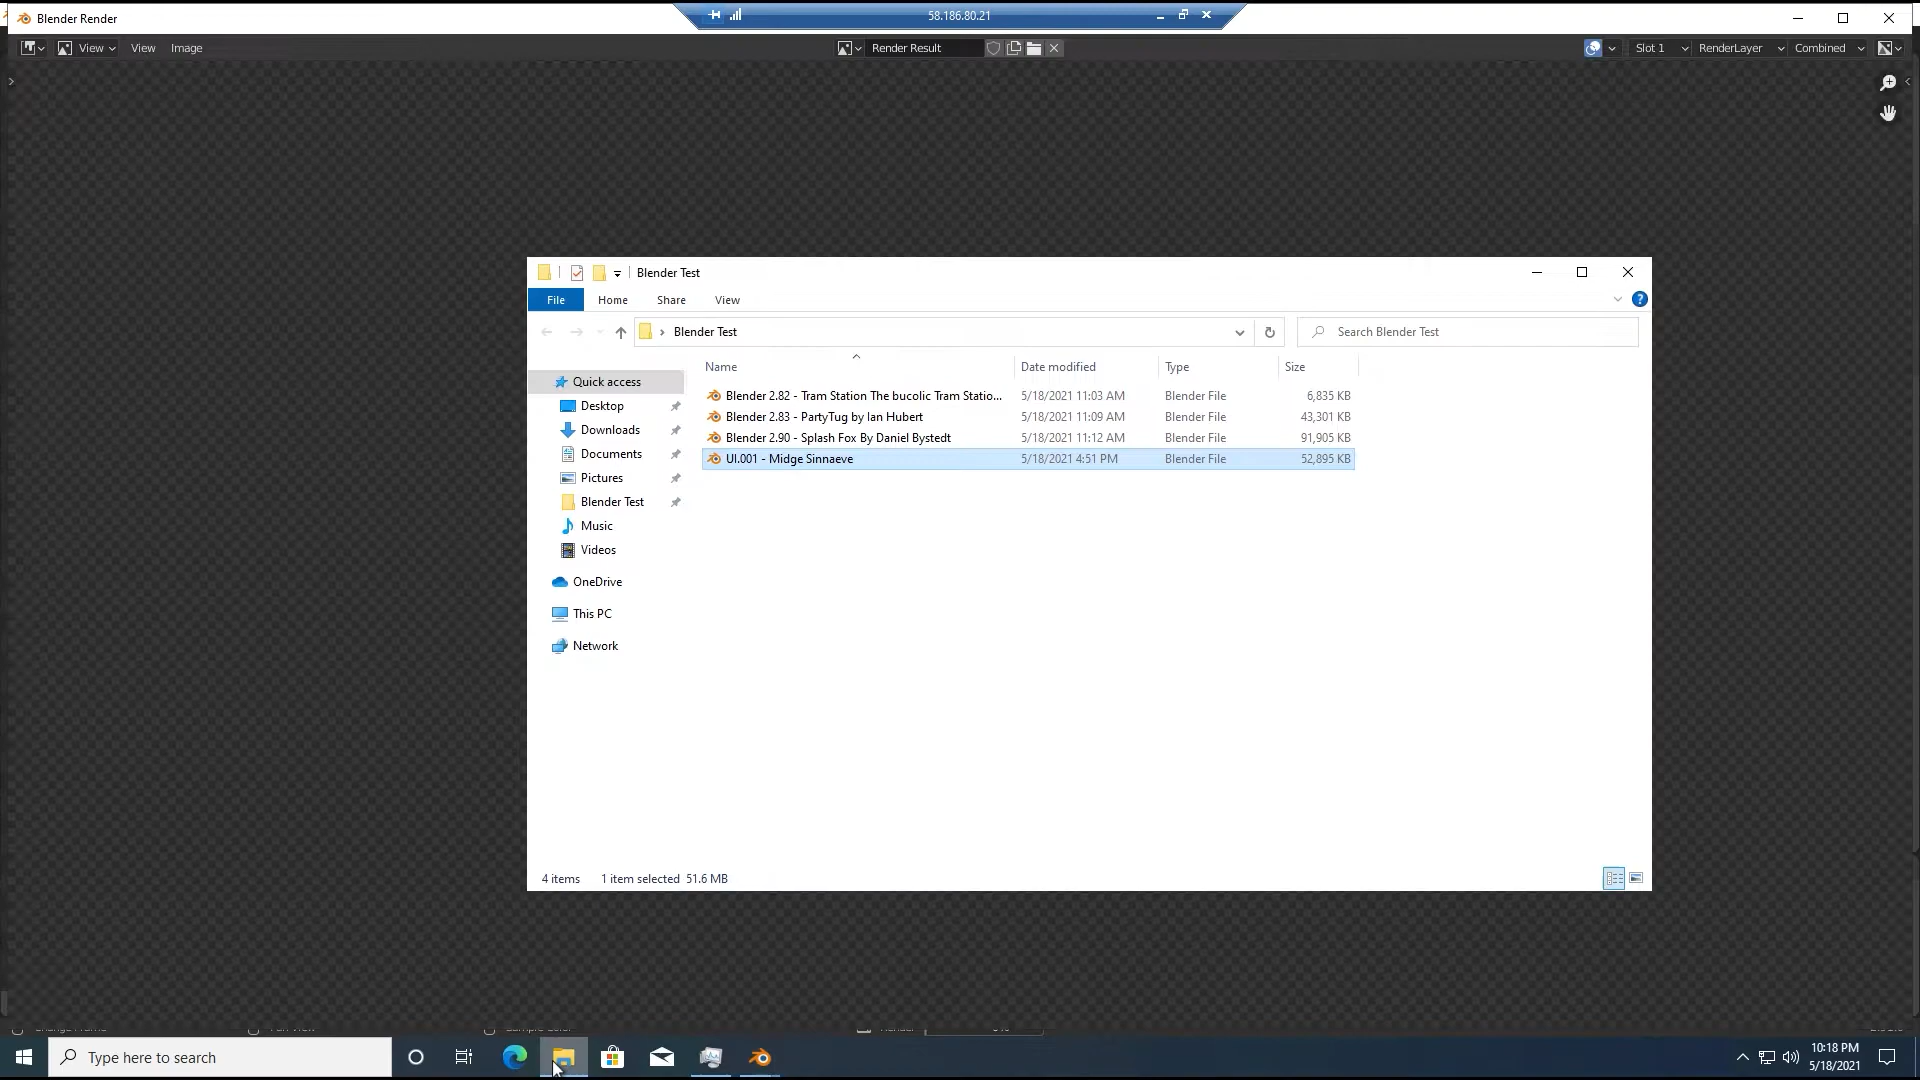 Blender Render
58.186.80.21
View
View
Image
Render Result
Slot 1
RenderLayer
Combined
Blender Test
File
Home
Share
View
Blender Test
Search Blender Test
Name
Date modified
Type
Size
Quick access
Desktop
Downloads
Documents
Pictures
Blender Test
Music
Videos
OneDrive
This PC
Network
Blender 2.82 - Tram Station The bucolic Tram Statio... 5/18/2021 11:03 AM Blender File 6,835 KB
Blender 2.83 - PartyTug by Ian Hubert 5/18/2021 11:09 AM Blender File 43,301 KB
Blender 2.90 - Splash Fox By Daniel Bystedt 5/18/2021 11:12 AM Blender File 91,905 KB
UI.001 - Midge Sinnaeve 5/18/2021 4:51 PM Blender File 52,895 KB
4 items 1 item selected 51.6 MB
Type here to search
10:18 PM
5/18/2021